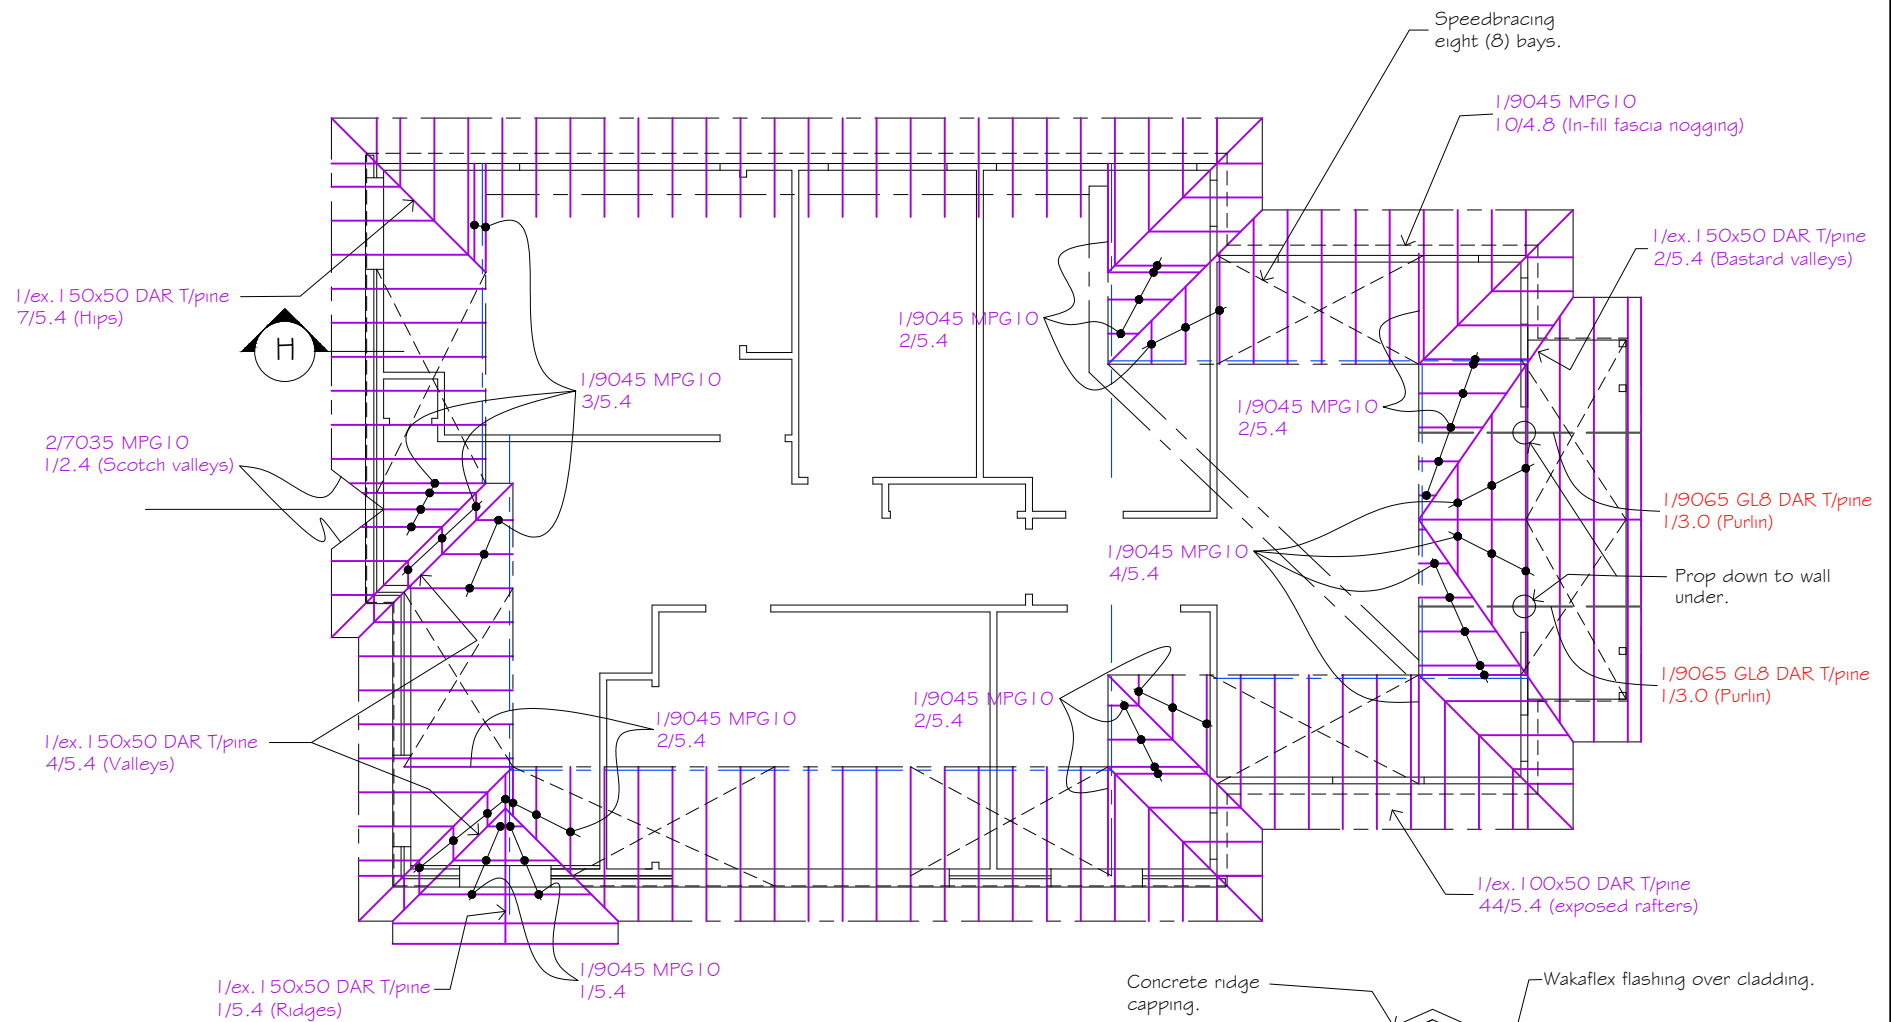 Speedbracing
eight (8) bays.
1/9045 MPG10
10/4.8 (In-fill fascia nogging)
1/ex.150x50 DAR T/pine
2/5.4 (Bastard valleys)
1/ex.150x50 DAR T/pine
7/5.4 (Hips)
H
1/9045 MPG10
2/5.4
1/9045 MPG10
3/5.4
1/9045 MPG10
2/5.4
2/7035 MPG10
1/2.4 (Scotch valleys)
1/9065 GL8 DAR T/pine
1/3.0 (Purlin)
1/9045 MPG10
4/5.4
Prop down to wall
under.
1/9065 GL8 DAR T/pine
1/3.0 (Purlin)
1/9045 MPG10
2/5.4
1/9045 MPG10
2/5.4
1/ex.150x50 DAR T/pine
4/5.4 (Valleys)
1/ex.100x50 DAR T/pine
44/5.4 (exposed rafters)
1/9045 MPG10
1/5.4
1/ex.150x50 DAR T/pine
1/5.4 (Ridges)
Concrete ridge
capping.
Wakaflex flashing over cladding.